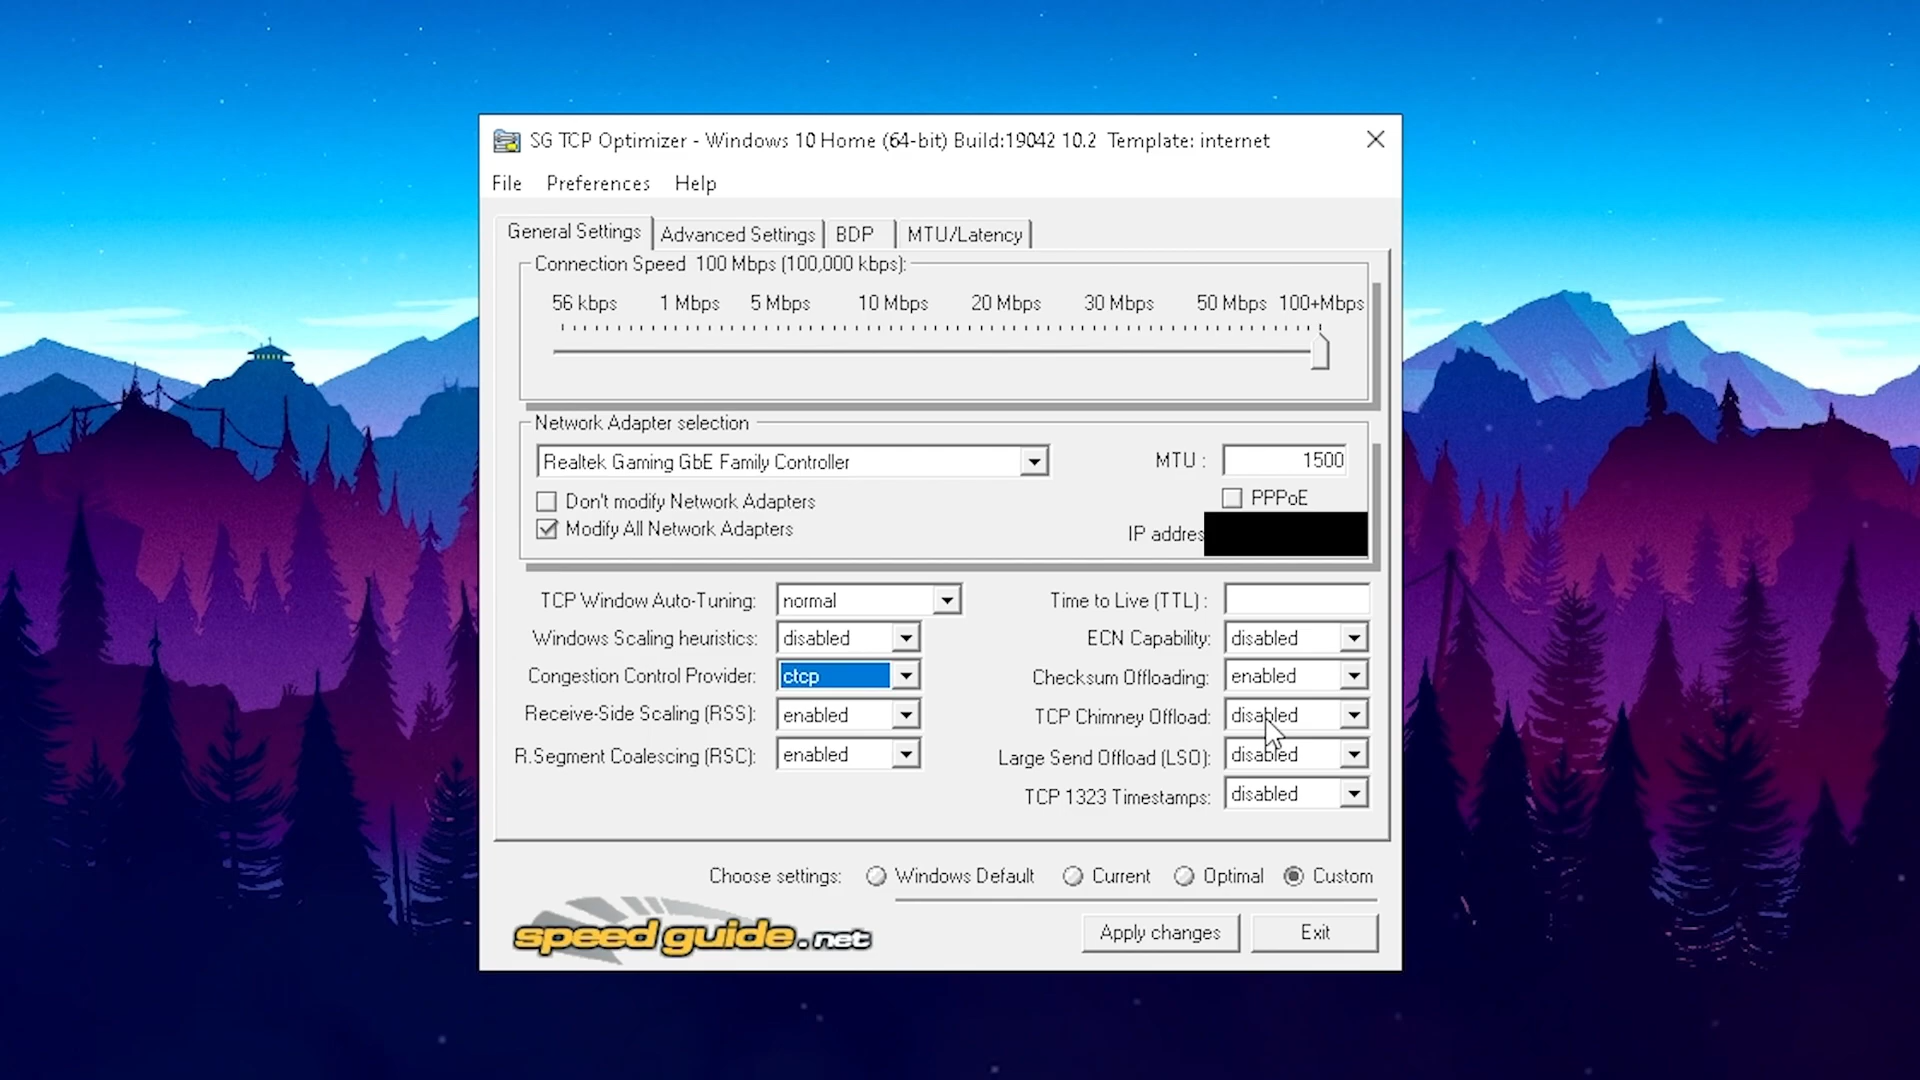 SG TCP Optimizer - Windows 10 Home (64-bit) Build:19042 10.2 Template: internet
File Preferences Help
General Settings Advanced Settings BDP MTU/Latency
Connection Speed 100 Mbps (100,000 kbps):
56 kbps 1 Mbps 5 Mbps 10 Mbps 20 Mbps 30 Mbps 50 Mbps 100+Mbps
Network Adapter selection
Realtek Gaming GbE Family Controller MTU : 1500
Don't modify Network Adapters PPPoE
Modify All Network Adapters IP addres
TCP Window Auto-Tuning: normal Time to Live (TTL) :
Windows Scaling heuristics: disabled ECN Capability: disabled
Congestion Control Provider: ctcp Checksum Offloading: enabled
Receive-Side Scaling (RSS): enabled TCP Chimney Offload: disabled
R.Segment Coalescing (RSC): enabled Large Send Offload (LSO): disabled
TCP 1323 Timestamps: disabled
Choose settings: Windows Default Current Optimal Custom
speed guide.net Apply changes Exit